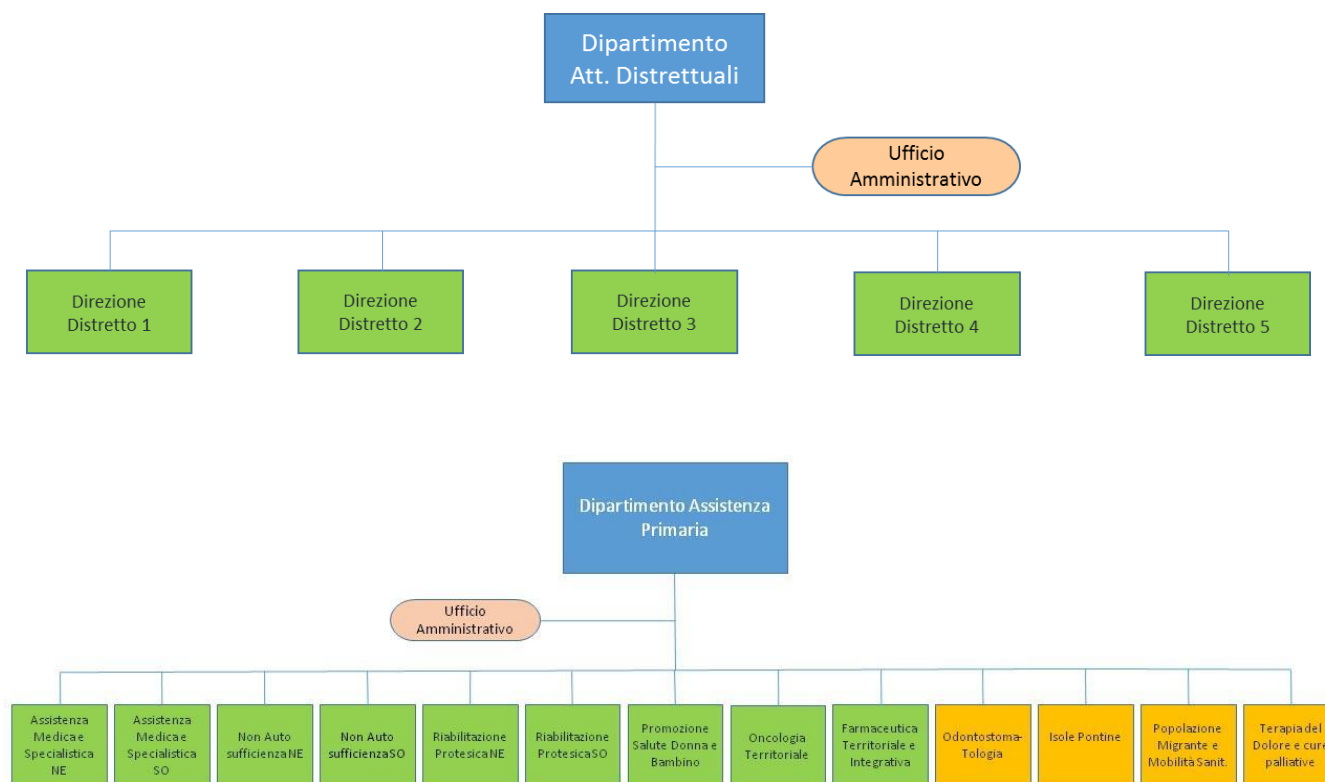 Dipartimento
Att. Distrettuali
Ufficio
Amministrativo
Direzione
Distretto 1
Direzione
Distretto 2
Direzione
Distretto 3
Direzione
Distretto 4
Direzione
Distretto 5
Dipartimento Assistenza
Primaria
Ufficio
Amministrativo
Assistenza
Medica e
Specialistica
NE
Assistenza
Medica e
Specialistica
SO
Non Auto
sufficienza NE
Non Auto
sufficienza SO
Riabilitazione
Protesica NE
Riabilitazione
Protesica SO
Promozione
Salute Donna e
Bambino
Oncologia
Territoriale
Farmaceutica
Territoriale e
Integrativa
Odontostoma-
Tologia
Isole Pontine
Popolazione
Migrante e
Mobilità Sanit.
Terapia del
Dolore e cure
palliative